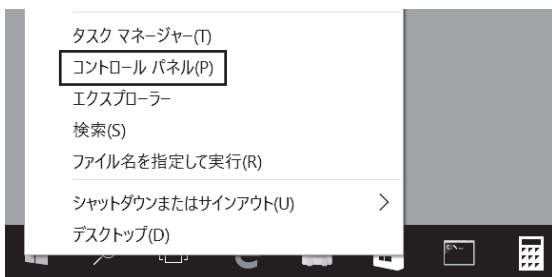 タスク マネージャー(T)
コントロール パネル(P)
エクスプローラー
検索(S)
ファイル名を指定して実行(R)
シャットダウンまたはサインアウト(U)
デスクトップ(D)